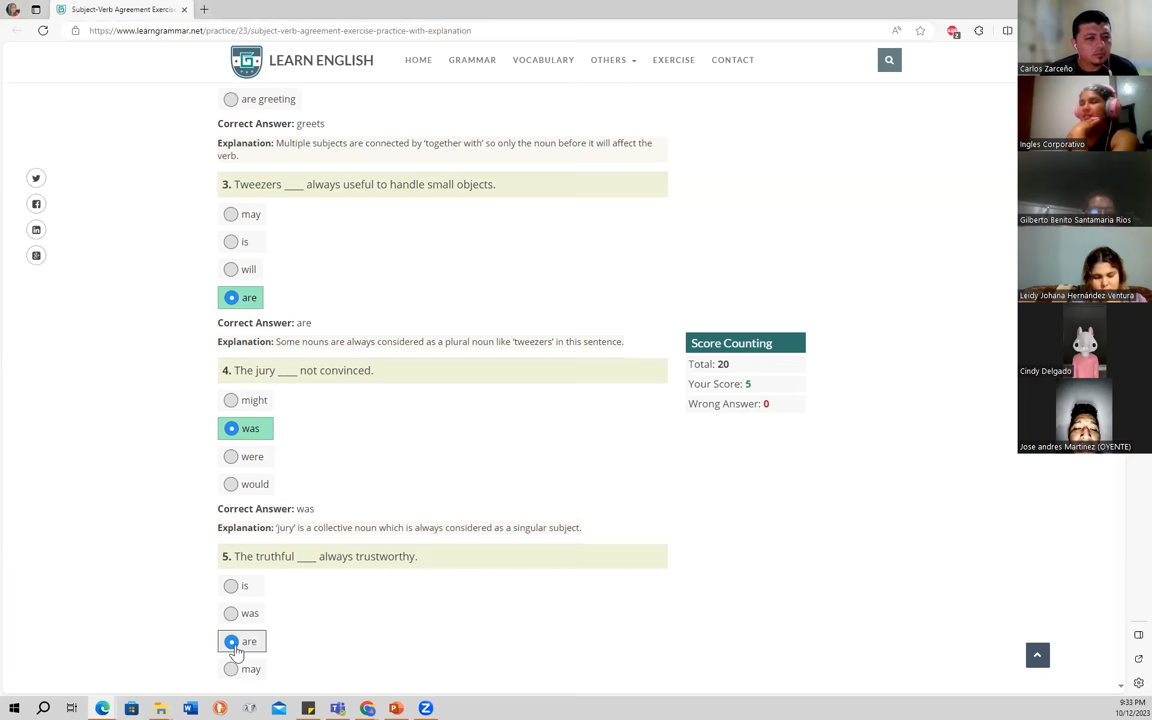 Subject-Verb Agreement Exercis
https://www.learngrammar.net/practice/23/subject-verb-agreement-exercise-practice-with-explanation
LEARN ENGLISH
HOME GRAMMAR VOCABULARY OTHERS EXERCISE CONTACT
are greeting
Correct Answer: greets
Explanation: Multiple subjects are connected by 'together with' so only the noun before it will affect the
verb.
3. Tweezers ____ always useful to handle small objects.
may
is
will
are
Correct Answer: are
Explanation: Some nouns are always considered as a plural noun like 'tweezers' in this sentence.
4. The jury ____ not convinced.
might
was
were
would
Correct Answer: was
Explanation: 'jury' is a collective noun which is always considered as a singular subject.
5. The truthful ____ always trustworthy.
is
was
are
may
Score Counting
Total: 20
Your Score: 5
Wrong Answer: 0
Carlos Zarceño
Ingles Corporativo
Gilberto Benito Santamaria Rios
Leidy Johana Hernández Ventura
Cindy Delgado
Jose andres Martinez (OYENTE)
9:33 PM
10/12/2023